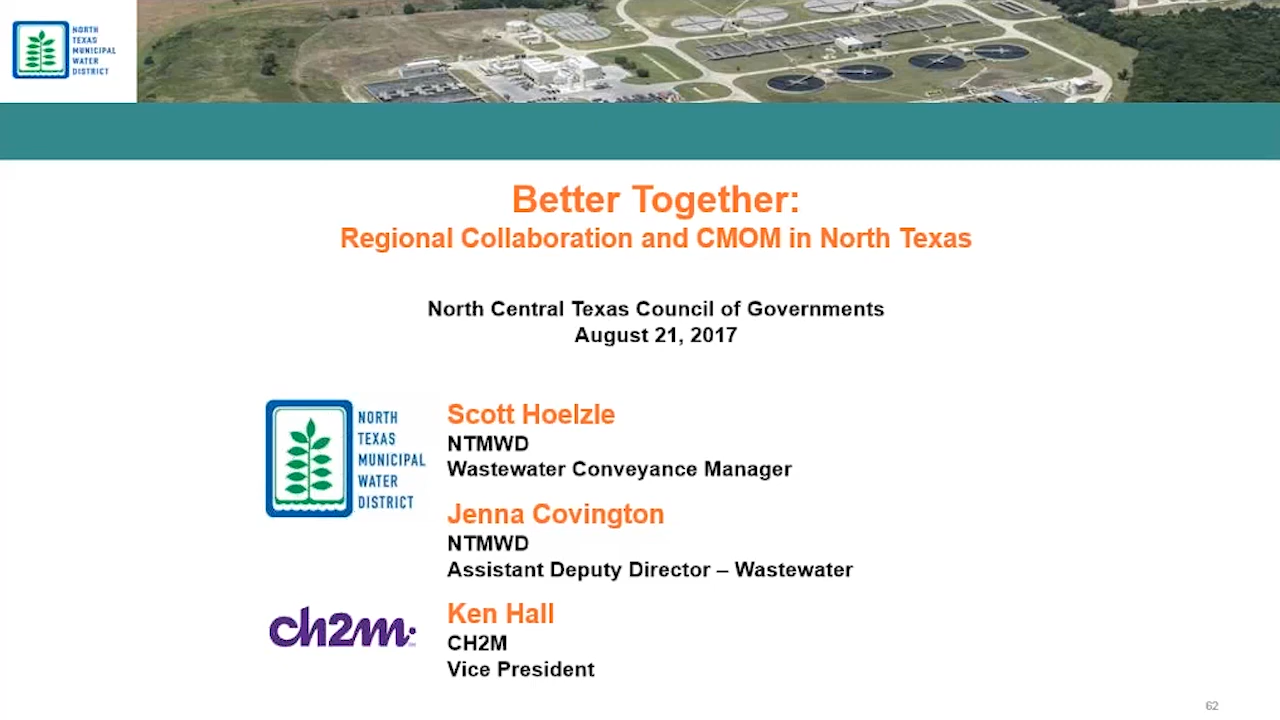 NORTH
TEXAS
MUNICIPAL
WATER
DISTRICT
Better Together:
Regional Collaboration and CMOM in North Texas
North Central Texas Council of Governments
August 21, 2017
NORTH
TEXAS
MUNICIPAL
WATER
DISTRICT
Scott Hoelzle
NTMWD
Wastewater Conveyance Manager
Jenna Covington
NTMWD
Assistant Deputy Director – Wastewater
ch2m
Ken Hall
CH2M
Vice President
62